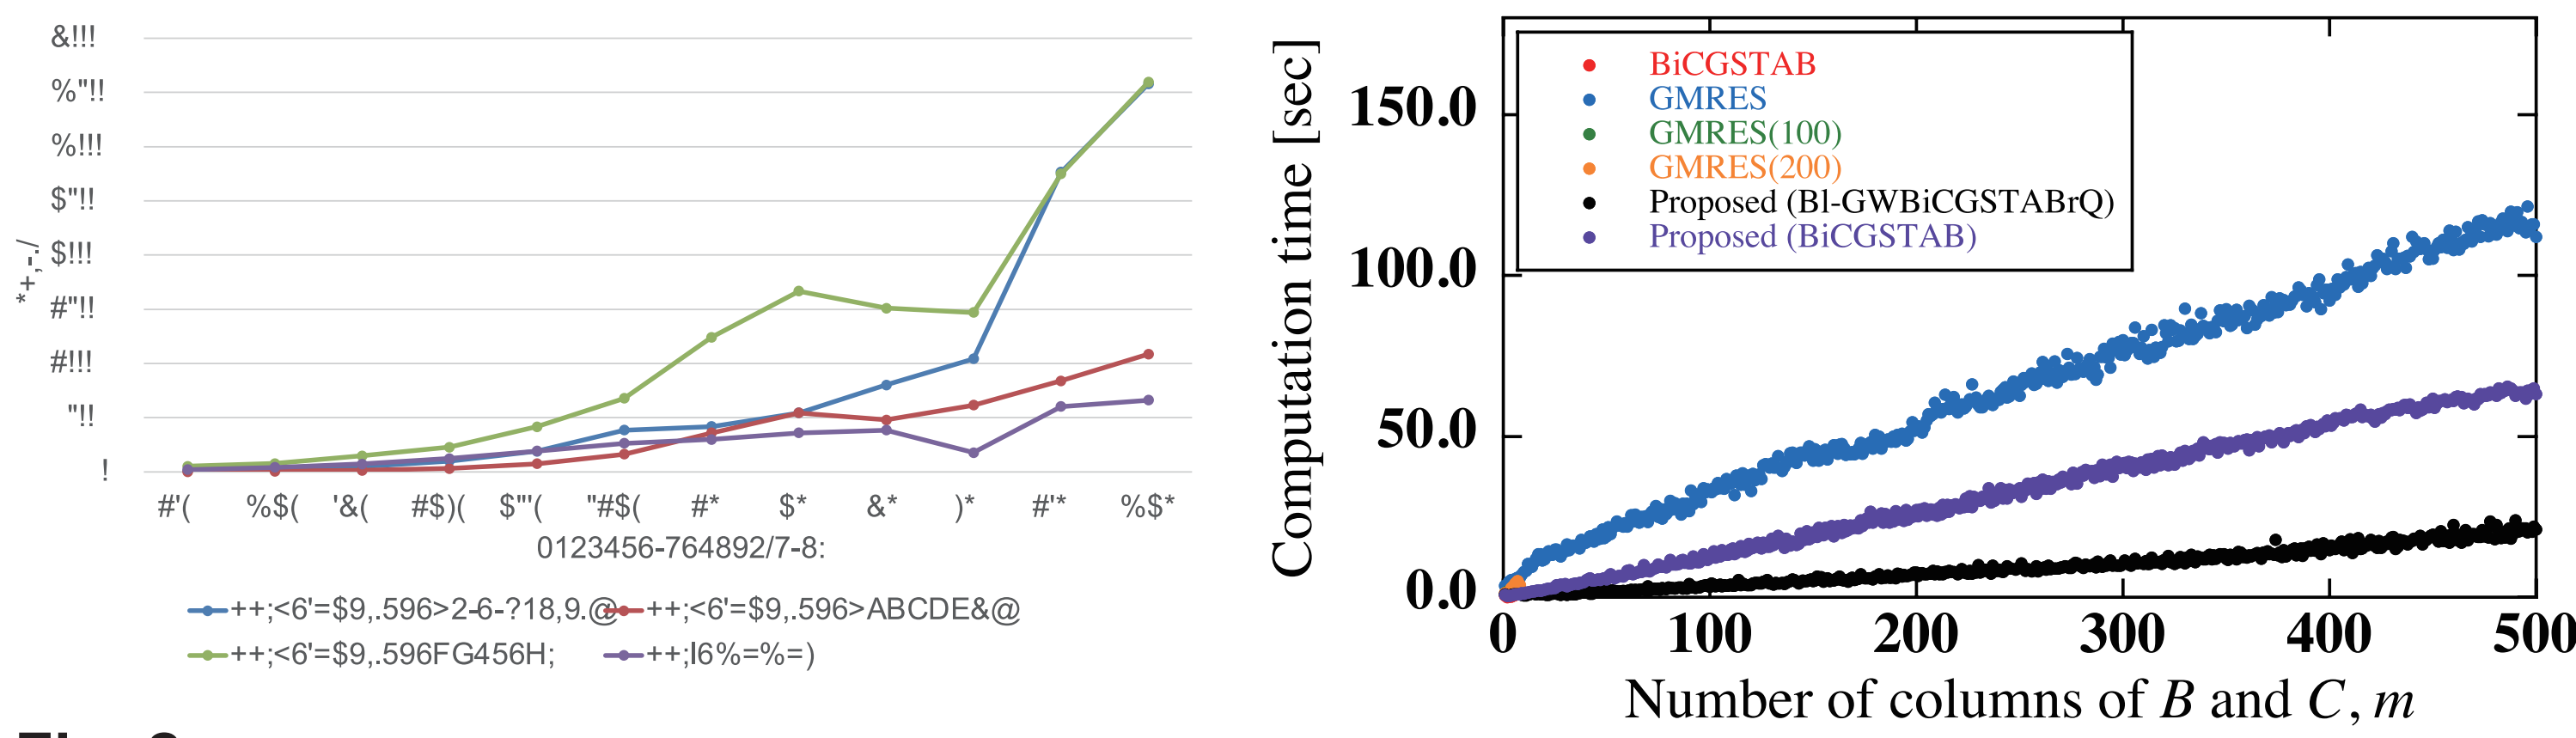 &!!!
%"!!
%!!!
$"!!
$!!!
#"!!
#!!!
"!!
!
*+,-./
#'( %$( '&( #$)( $"'( "#$( #* $* &* )* #'* %$*
0123456-764892/7-8:
++;<6'=$9,.596>2-6-?18,9.@ ++;<6'=$9,.596>ABCDE&@
++;<6'=$9,.596FG456H; ++;I6%=%=)
Computation time [sec]
150.0
100.0
50.0
0.0
BiCGSTAB
GMRES
GMRES(100)
GMRES(200)
Proposed (Bl-GWBiCGSTABrQ)
Proposed (BiCGSTAB)
0 100 200 300 400 500
Number of columns of B and C, m